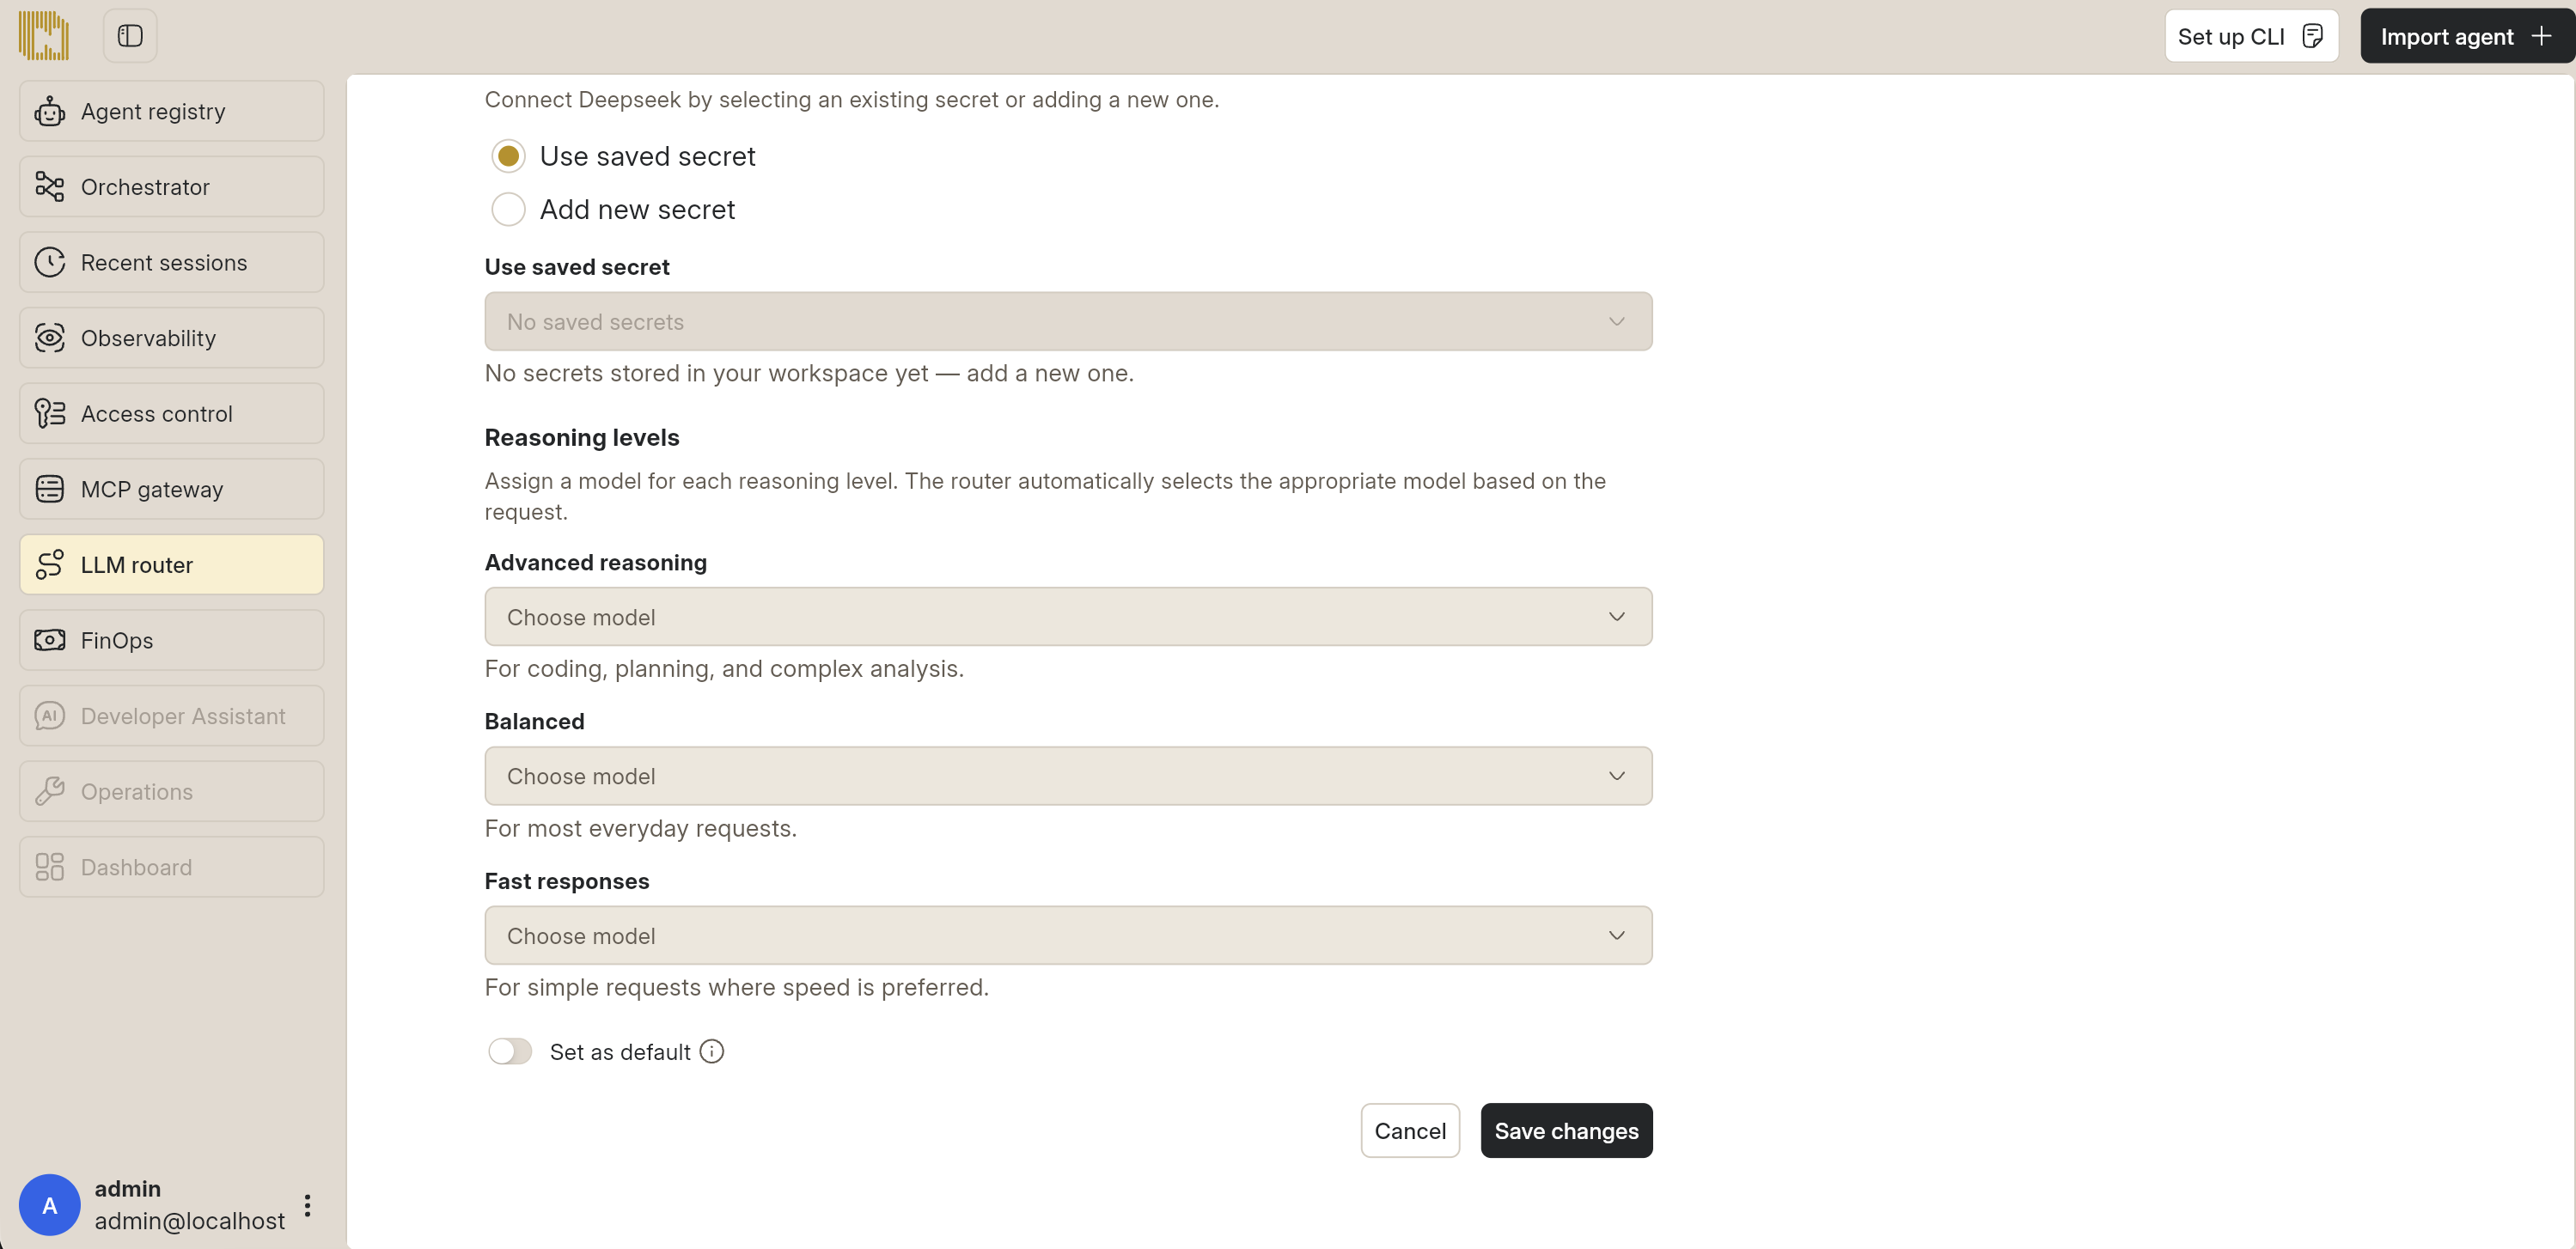 Set up CLI
Import agent
Agent registry
Orchestrator
Recent sessions
Observability
Access control
MCP gateway
LLM router
FinOps
AI
Developer Assistant
Operations
Dashboard
A
admin
admin@localhost
Connect Deepseek by selecting an existing secret or adding a new one.
Use saved secret
Add new secret
Use saved secret
No saved secrets
No secrets stored in your workspace yet — add a new one.
Reasoning levels
Assign a model for each reasoning level. The router automatically selects the appropriate model based on the
request.
Advanced reasoning
Choose model
For coding, planning, and complex analysis.
Balanced
Choose model
For most everyday requests.
Fast responses
Choose model
For simple requests where speed is preferred.
Set as default
Cancel
Save changes